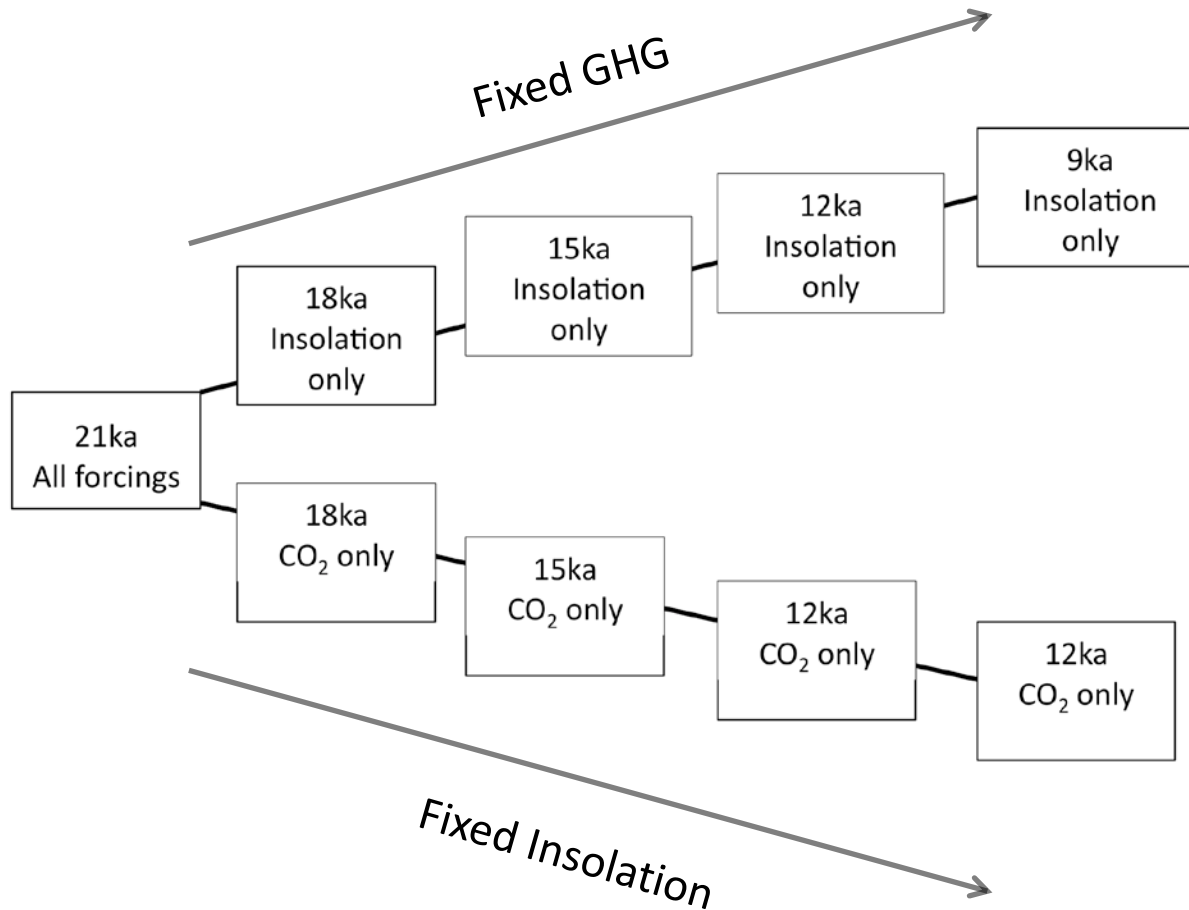 Fixed GHG
9ka
Insolation
only
12ka
Insolation
only
15ka
Insolation
only
18ka
Insolation
only
21ka
All forcings
18ka
CO₂ only
15ka
CO₂ only
12ka
CO₂ only
12ka
CO₂ only
Fixed Insolation